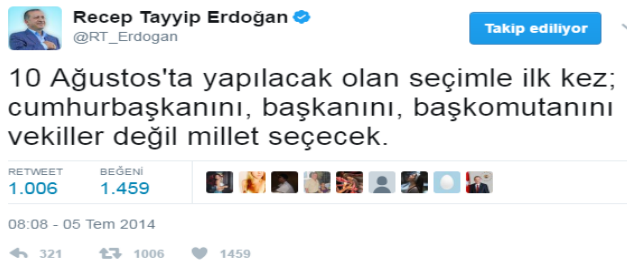 Recep Tayyip Erdoğan
@RT_Erdogan
Takip ediliyor
10 Ağustos'ta yapılacak olan seçimle ilk kez;
cumhurbaşkanını, başkanını, başkomutanını
vekiller değil millet seçecek.
RETWEET BEĞENİ
1.006 1.459
08:08 - 05 Tem 2014
321 1006 1459